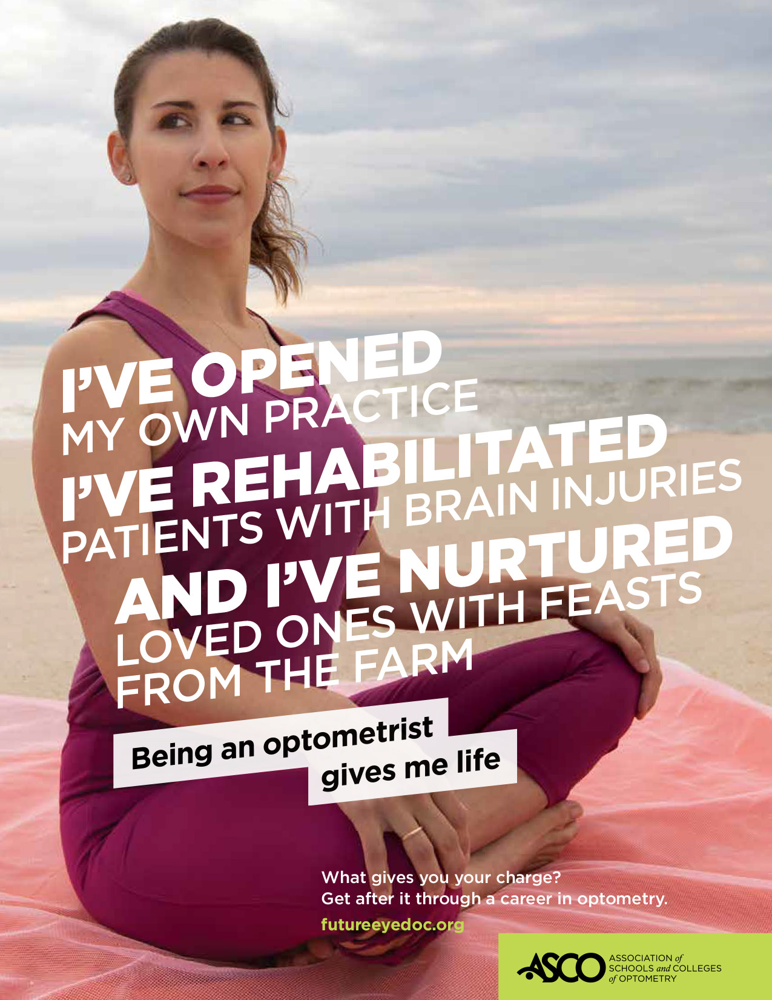 I'VE OPENED
MY OWN PRACTICE
I'VE REHABILITATED
PATIENTS WITH BRAIN INJURIES
AND I'VE NURTURED
LOVED ONES WITH FEASTS
FROM THE FARM
Being an optometrist
gives me life
What gives you your charge?
Get after it through a career in optometry.
futureeyedoc.org
ASCO
ASSOCIATION of
SCHOOLS and COLLEGES
of OPTOMETRY